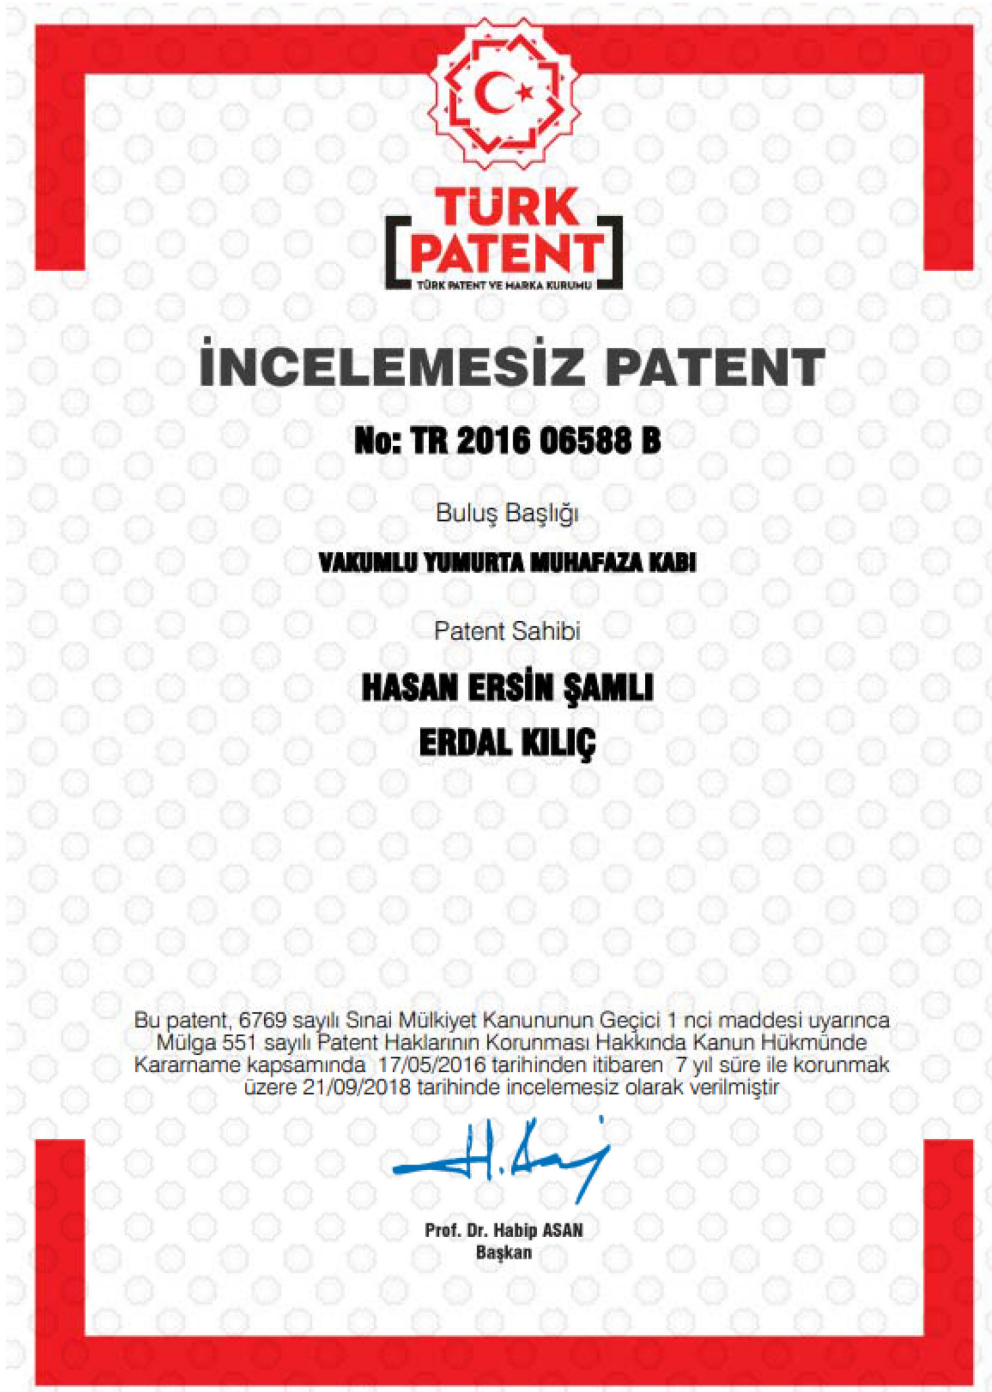 TÜRK
PATENT
TÜRK PATENT VE MARKA KURUMU
İNCELEMESİZ PATENT
No: TR 2016 06588 B
Buluş Başlığı
VAKUMLU YUMURTA MUHAFAZA KABI
Patent Sahibi
HASAN ERSİN ŞAMLI
ERDAL KILIÇ
Bu patent, 6769 sayılı Sınai Mülkiyet Kanununun Geçici 1 nci maddesi uyarınca
Mülga 551 sayılı Patent Haklarının Korunması Hakkında Kanun Hükmünde
Kararname kapsamında 17/05/2016 tarihinden itibaren 7 yıl süre ile korunmak
üzere 21/09/2018 tarihinde incelemesiz olarak verilmiştir
Prof. Dr. Habip ASAN
Başkan